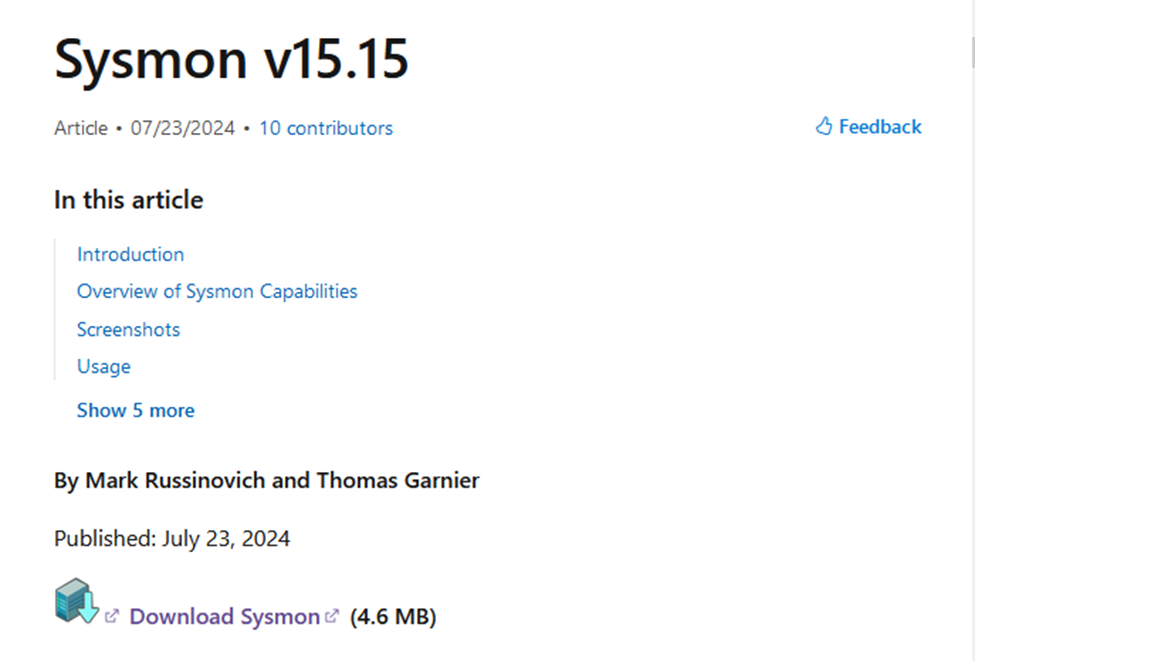 Sysmon v15.15
Article • 07/23/2024 • 10 contributors
Feedback
In this article
Introduction
Overview of Sysmon Capabilities
Screenshots
Usage
Show 5 more
By Mark Russinovich and Thomas Garnier
Published: July 23, 2024
Download Sysmon (4.6 MB)